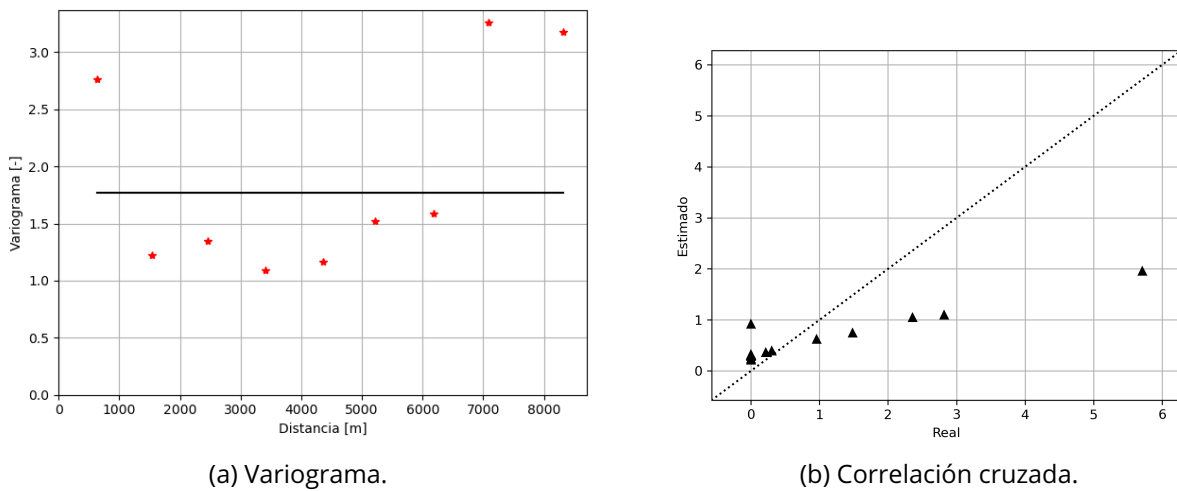 3.0
2.5
2.0
1.5
1.0
0.5
0.0
Variograma [-]
0 1000 2000 3000 4000 5000 6000 7000 8000
Distancia [m]
(a) Variograma.
6
5
4
3
2
1
0
Estimado
0 1 2 3 4 5 6
Real
(b) Correlación cruzada.